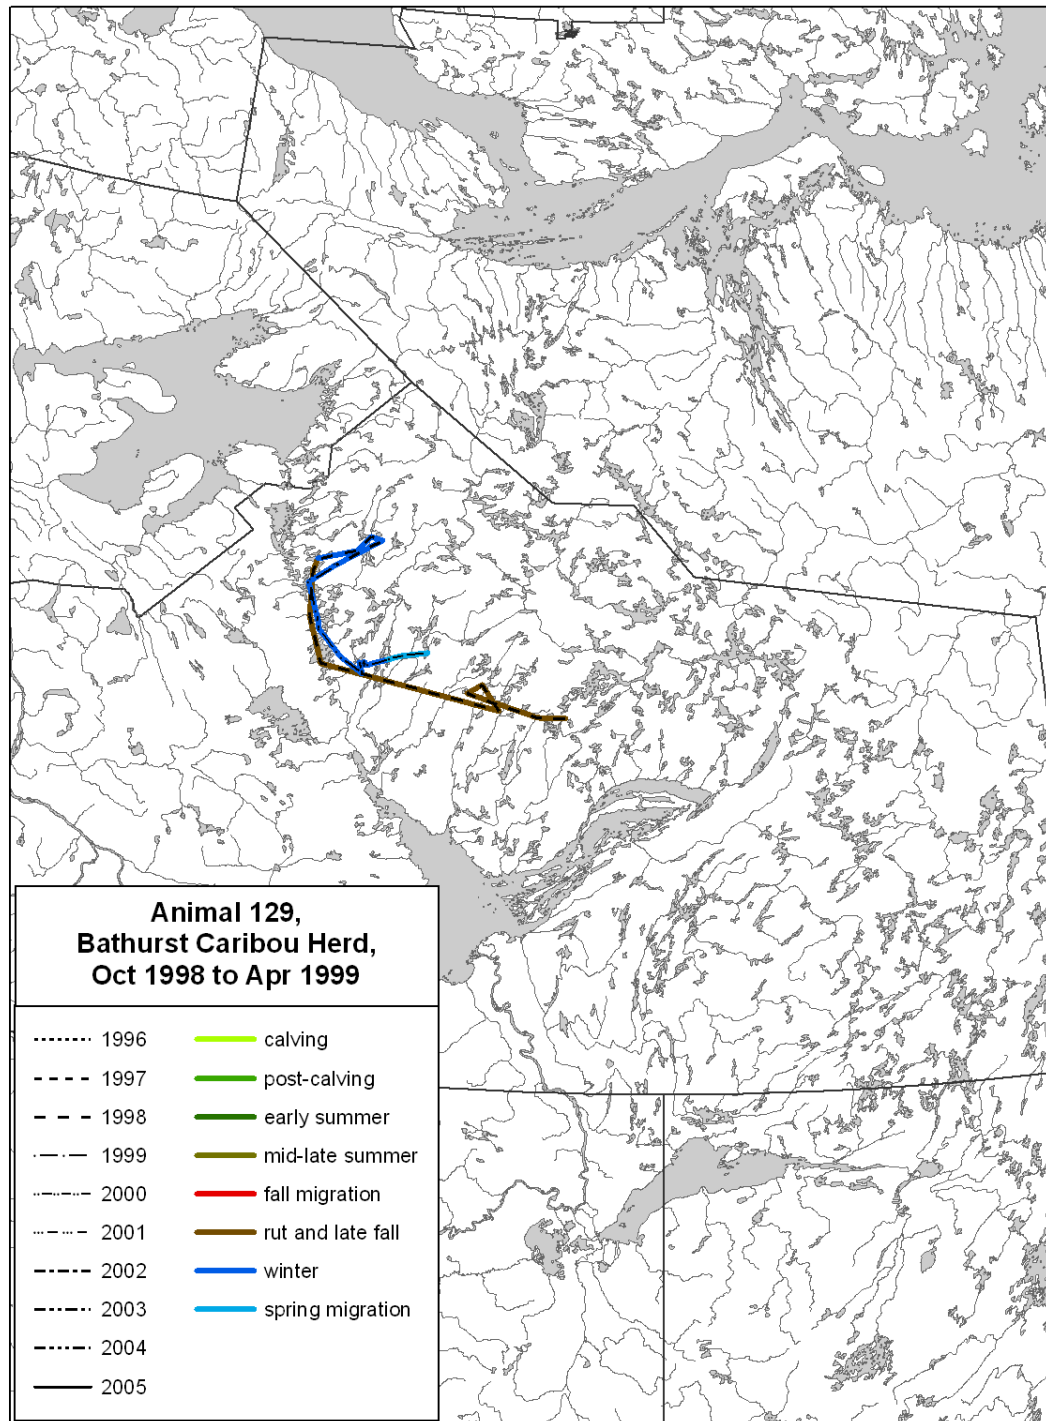 Animal 129,
Bathurst Caribou Herd,
Oct 1998 to Apr 1999
1996
1997
1998
1999
2000
2001
2002
2003
2004
2005
calving
post-calving
early summer
mid-late summer
fall migration
rut and late fall
winter
spring migration